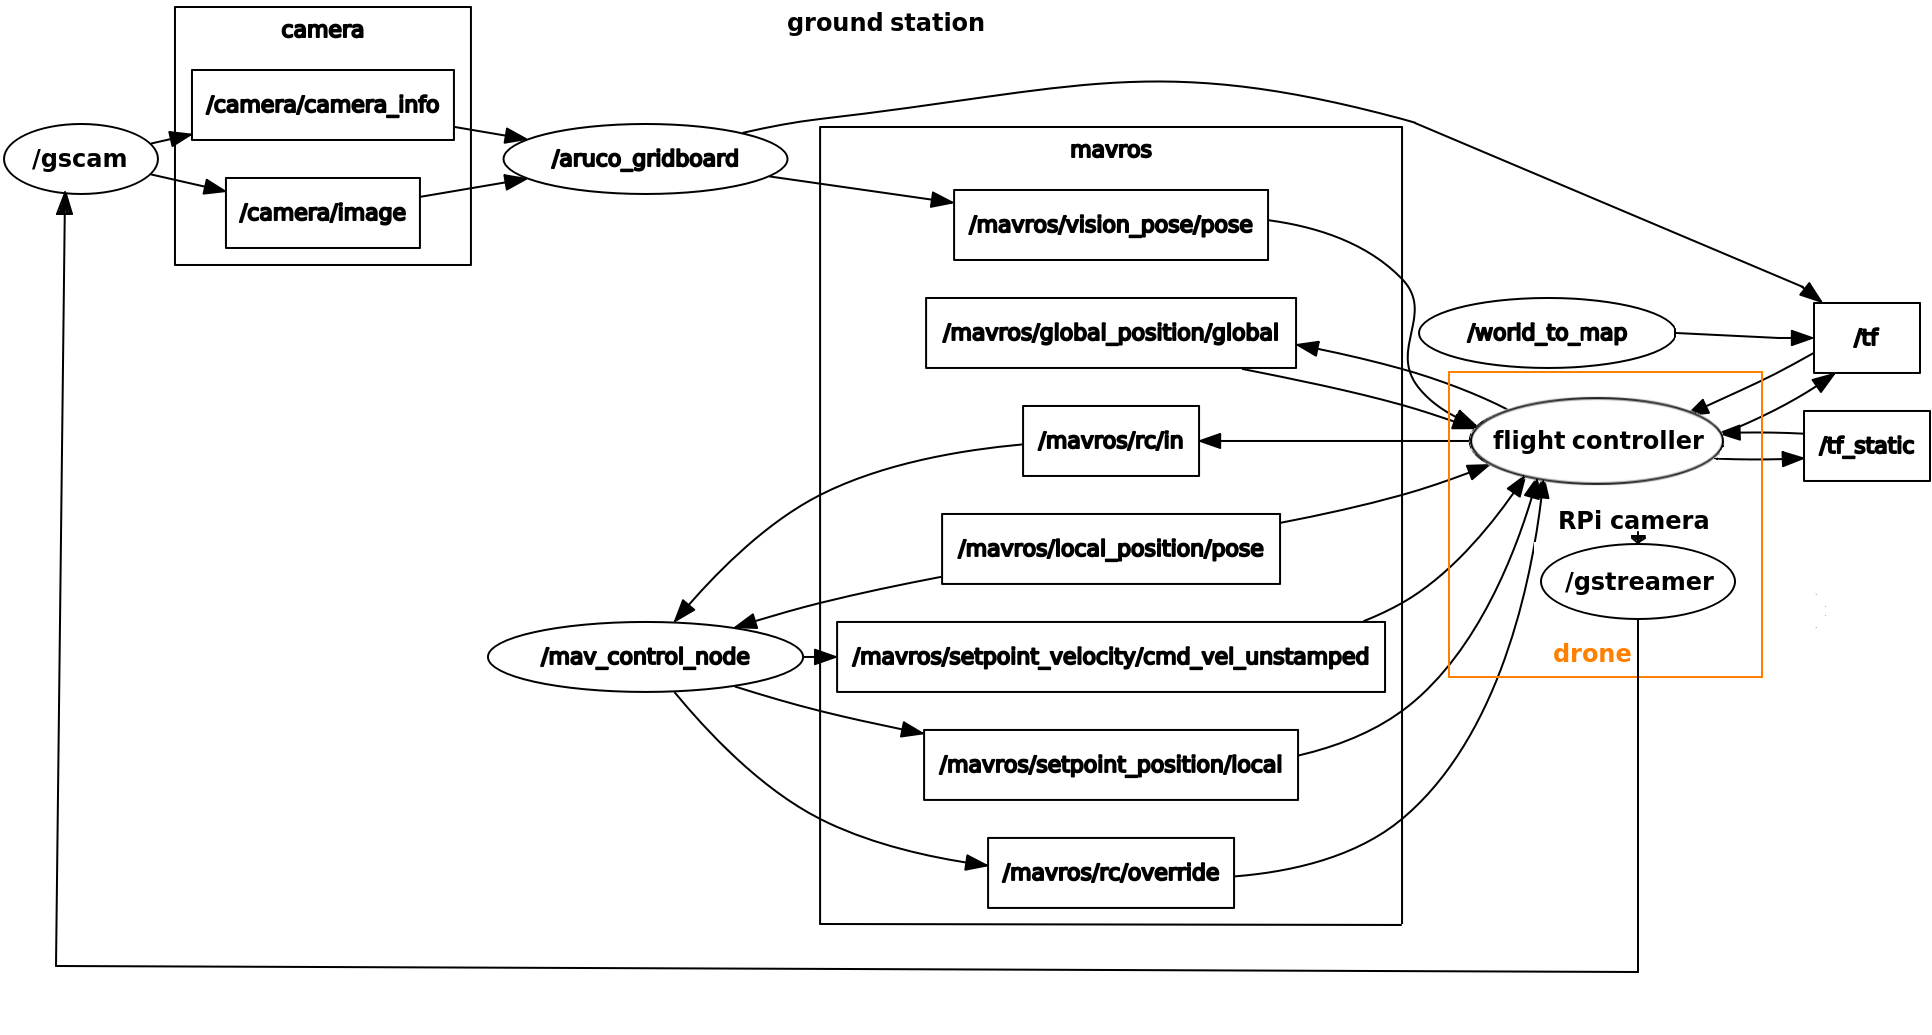 ground station
camera
/camera/camera_info
/gscam
/camera/image
/aruco_gridboard
mavros
/mavros/vision_pose/pose
/mavros/global_position/global
/world_to_map
/tf
/mavros/rc/in
flight controller
/tf_static
RPi camera
/mavros/local_position/pose
/gstreamer
drone
/mav_control_node
/mavros/setpoint_velocity/cmd_vel_unstamped
/mavros/setpoint_position/local
/mavros/rc/override